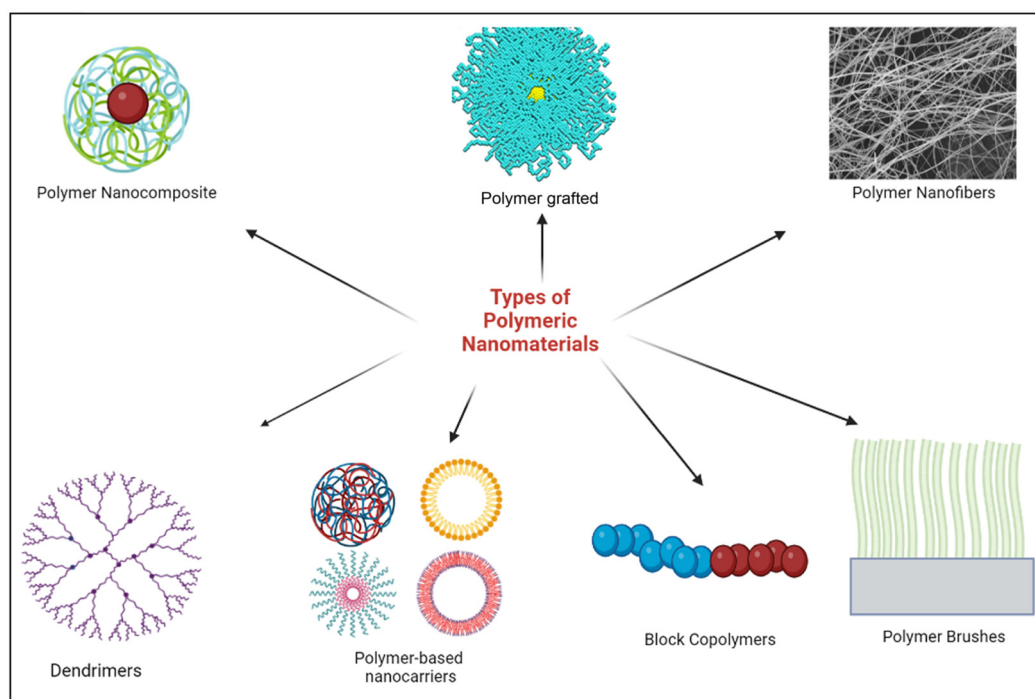 Polymer Nanocomposite
Polymer grafted
Polymer Nanofibers
Types of
Polymeric
Nanomaterials
Dendrimers
Polymer-based
nanocarriers
Block Copolymers
Polymer Brushes